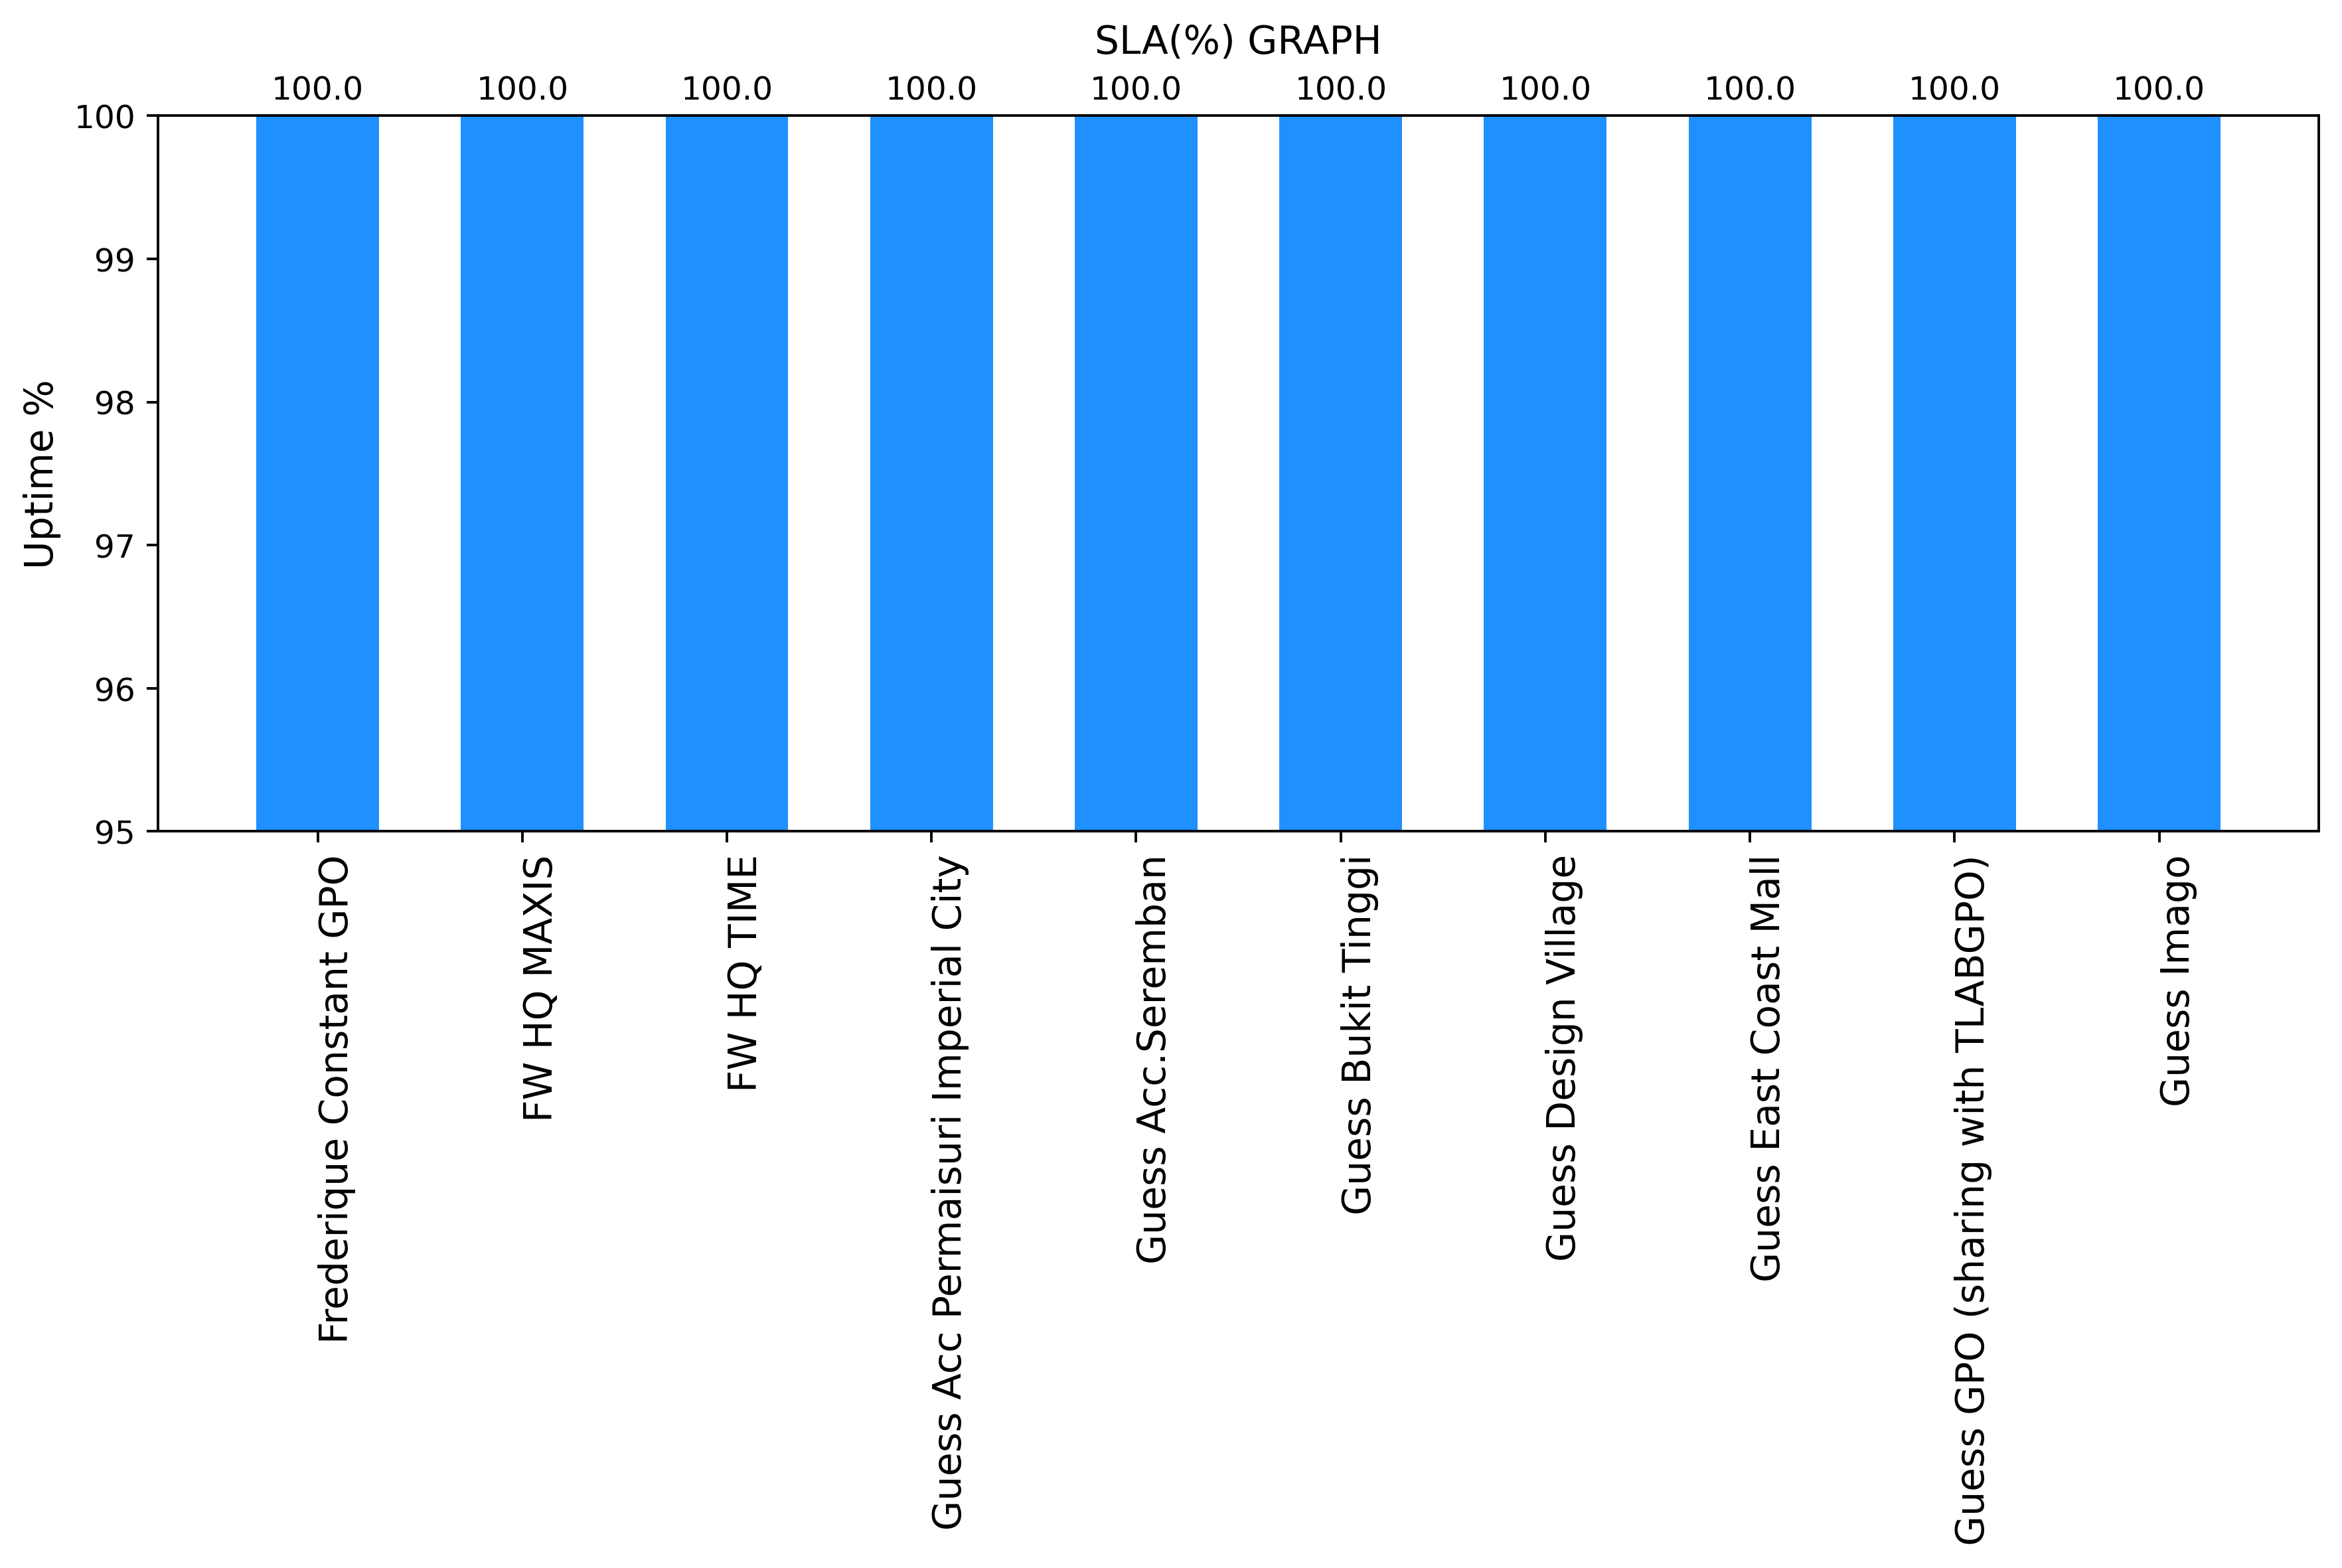 SLA(%) GRAPH
100.0 100.0 100.0 100.0 100.0 100.0 100.0 100.0 100.0 100.0
100
99
98
97
96
95
Uptime %
Frederique Constant GPO
FW HQ MAXIS
FW HQ TIME
Guess Acc Permaisuri Imperial City
Guess Acc.Seremban
Guess Bukit Tinggi
Guess Design Village
Guess East Coast Mall
Guess GPO (sharing with TLABGPO)
Guess Imago